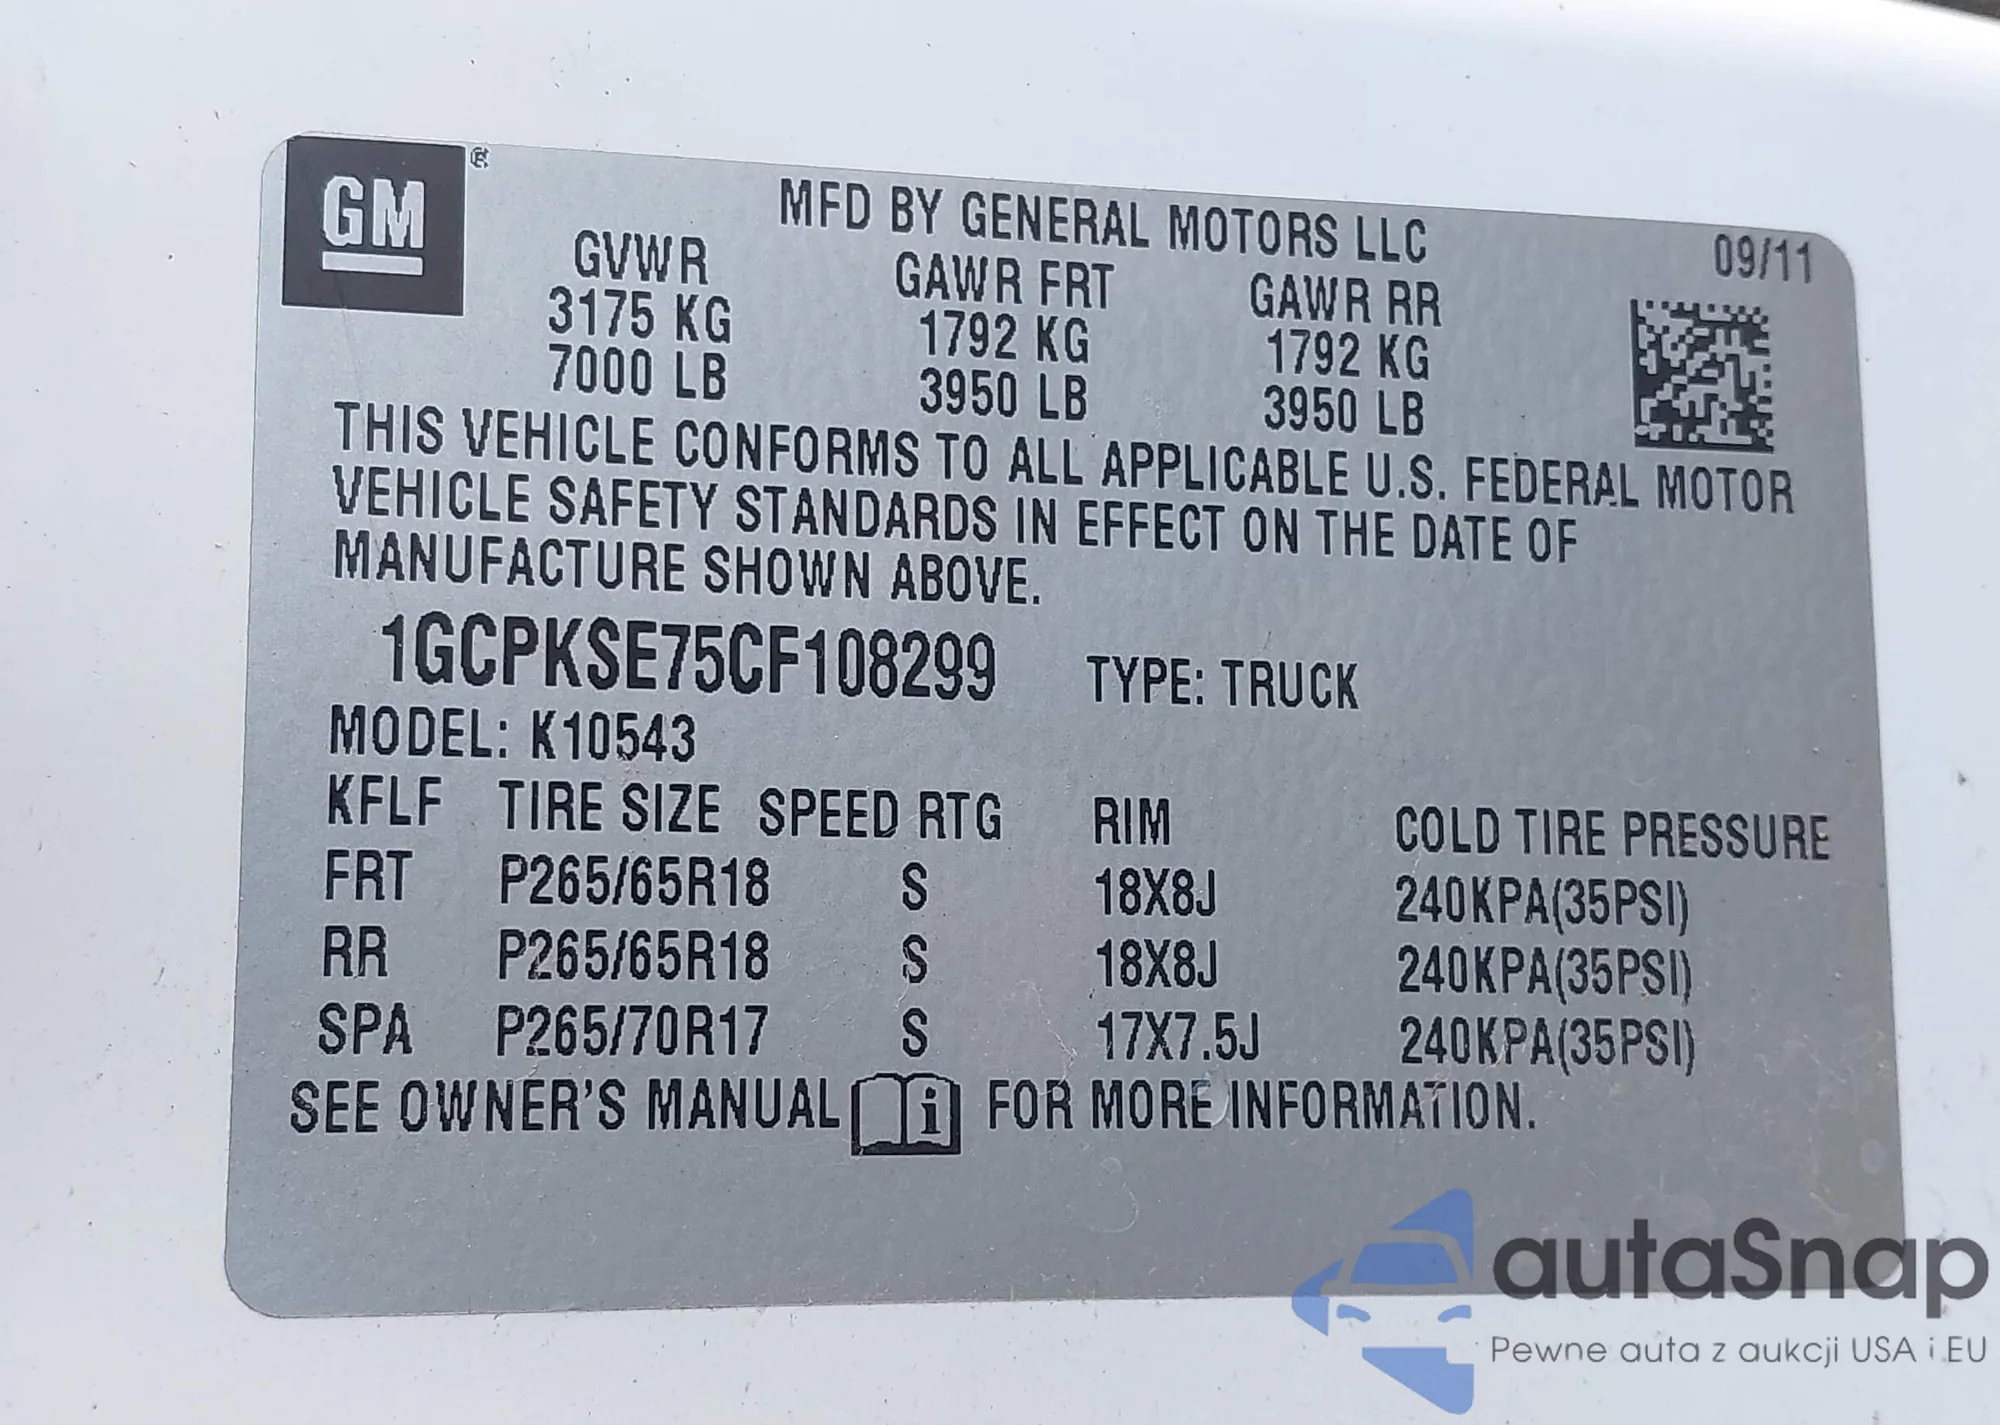 GM
MFD BY GENERAL MOTORS LLC
09/11
GVWR GAWR FRT GAWR RR
3175 KG 1792 KG 1792 KG
7000 LB 3950 LB 3950 LB
THIS VEHICLE CONFORMS TO ALL APPLICABLE U.S. FEDERAL MOTOR
VEHICLE SAFETY STANDARDS IN EFFECT ON THE DATE OF
MANUFACTURE SHOWN ABOVE.
1GCPKSE75CF108299 TYPE: TRUCK
MODEL: K10543
KFLF TIRE SIZE SPEED RTG RIM COLD TIRE PRESSURE
FRT P265/65R18 S 18X8J 240KPA(35PSI)
RR P265/65R18 S 18X8J 240KPA(35PSI)
SPA P265/70R17 S 17X7.5J 240KPA(35PSI)
SEE OWNER'S MANUAL i FOR MORE INFORMATION.
autaSnap
Pewne auta z aukcji USA i EU